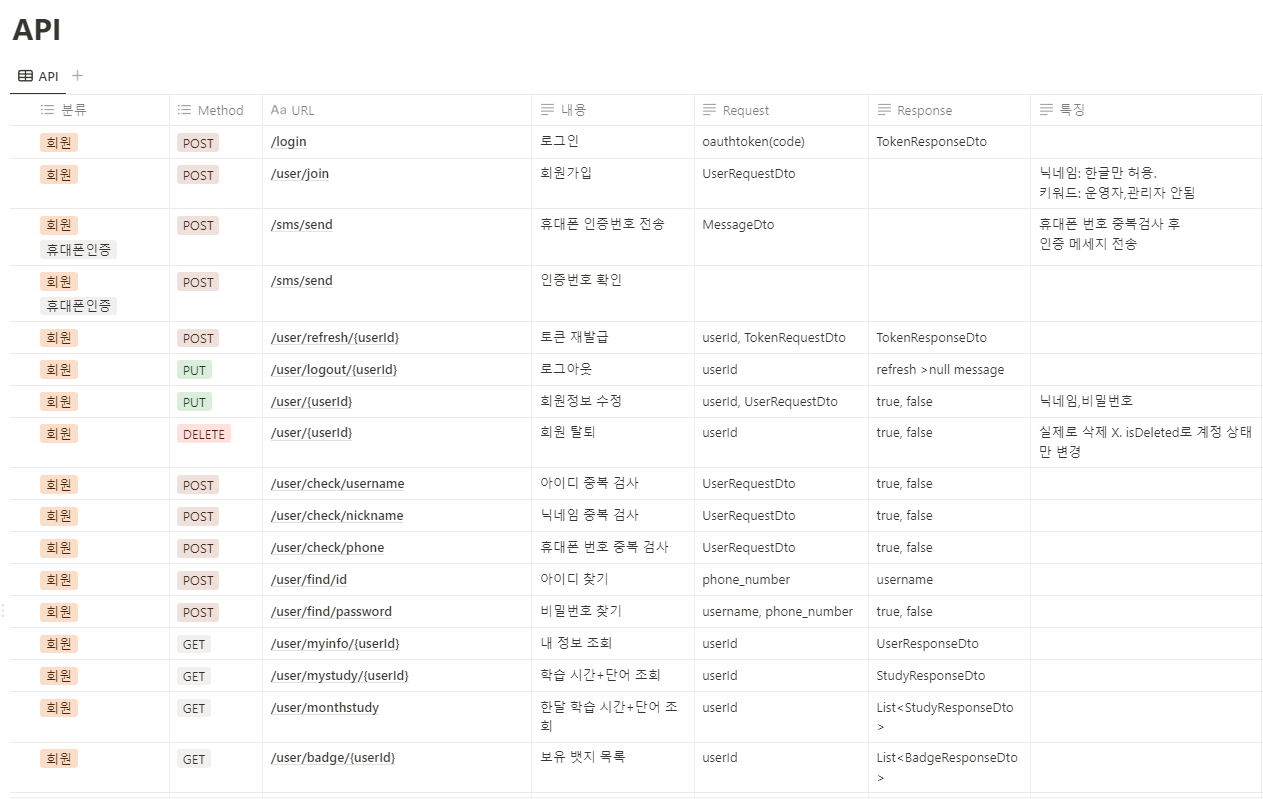 API
API
분류 Method Aa URL 내용 Request Response 특징
회원 POST /login 로그인 oauthtoken(code) TokenResponseDto
회원 POST /user/join 회원가입 UserRequestDto 닉네임: 한글만 허용.
키워드: 운영자,관리자 안됨
회원 POST /sms/send 휴대폰 인증번호 전송 MessageDto 휴대폰 번호 중복검사 후
휴대폰인증 인증 메세지 전송
회원 POST /sms/send 인증번호 확인
휴대폰인증
회원 POST /user/refresh/{userId} 토큰 재발급 userId, TokenRequestDto TokenResponseDto
회원 PUT /user/logout/{userId} 로그아웃 userId refresh >null message
회원 PUT /user/{userId} 회원정보 수정 userId, UserRequestDto true, false 닉네임,비밀번호
회원 DELETE /user/{userId} 회원 탈퇴 userId true, false 실제로 삭제 X. isDeleted로 계정 상태
만 변경
회원 POST /user/check/username 아이디 중복 검사 UserRequestDto true, false
회원 POST /user/check/nickname 닉네임 중복 검사 UserRequestDto true, false
회원 POST /user/check/phone 휴대폰 번호 중복 검사 UserRequestDto true, false
회원 POST /user/find/id 아이디 찾기 phone_number username
회원 POST /user/find/password 비밀번호 찾기 username, phone_number true, false
회원 GET /user/myinfo/{userId} 내 정보 조회 userId UserResponseDto
회원 GET /user/mystudy/{userId} 학습 시간+단어 조회 userId StudyResponseDto
회원 GET /user/monthstudy 한달 학습 시간+단어 조 userId List<StudyResponseDto
회 >
회원 GET /user/badge/{userId} 보유 뱃지 목록 userId List<BadgeResponseDto
>